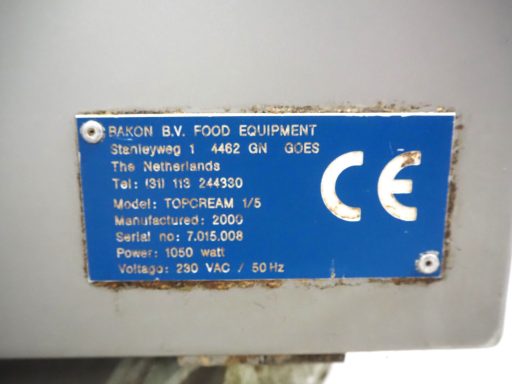 BAKON B.V. FOOD EQUIPMENT
Stanleyweg 1 4462 GN GOES
The Netherlands
Tel: (31) 113 244330
Model: TOPCREAM 1/5
Manufactured: 2000
Serial no: 7.015.008
Power: 1050 watt
Voltage: 230 VAC / 50 Hz
CE